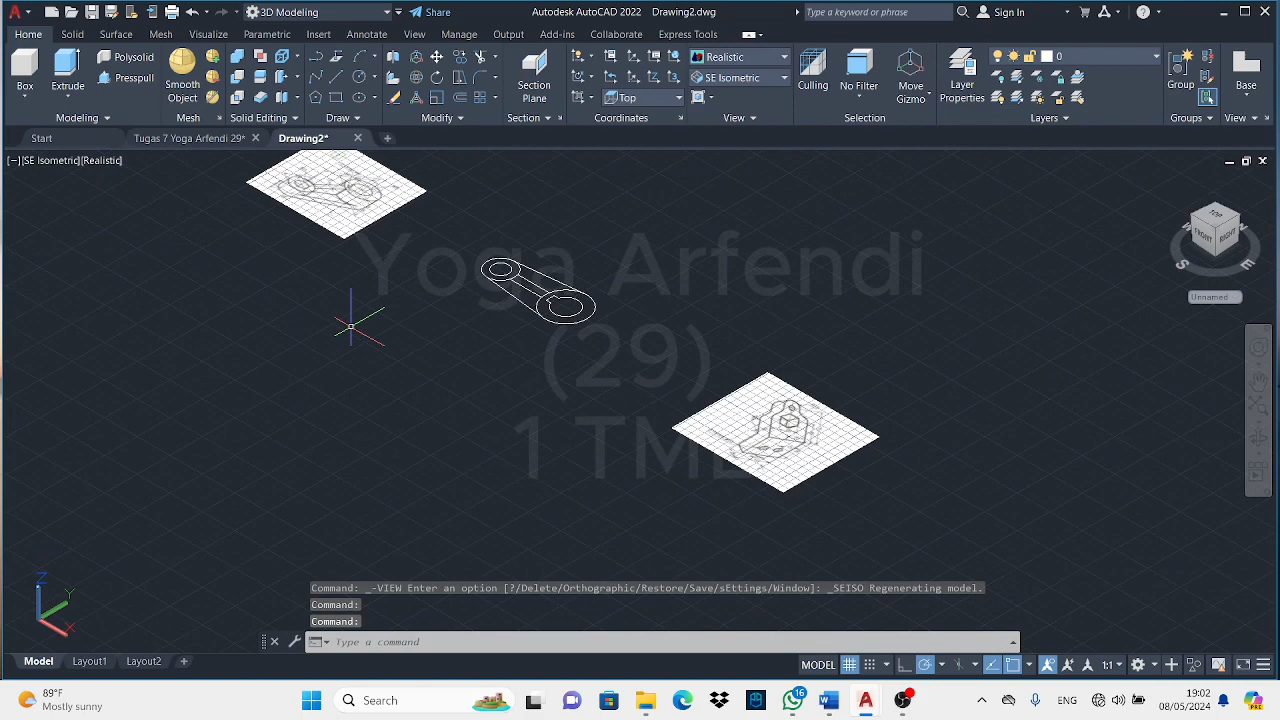 3D Modeling
Share
Autodesk AutoCAD 2022 Drawing2.dwg
Type a keyword or phrase
Sign In
Home Solid Surface Mesh Visualize Parametric Insert Annotate View Manage Output Add-ins Collaborate Express Tools
Box
Extrude
Polysolid
Presspull
Smooth Object
Section Plane
Realistic
SE Isometric
Top
Culling
No Filter
Move Gizmo
Layer Properties
0
Group
Base
Modeling Mesh Solid Editing Draw Modify Section Coordinates View Selection Layers Groups View
Start Tugas 7 Yoga Arfendi 29* Drawing2*
[−][SE Isometric][Realistic]
TOP
FRONT RIGHT
S E
Unnamed
Yoga Arfendi
(29)
Z
Y
X
Command: _-VIEW Enter an option [?/Delete/Orthographic/Restore/Save/sEttings/Window]: _SEISO Regenerating model.
Command:
Command:
Type a command
Model Layout1 Layout2
MODEL
1:1
89°F
Mostly sunny
Search
16
ENG
19:02
08/05/2024